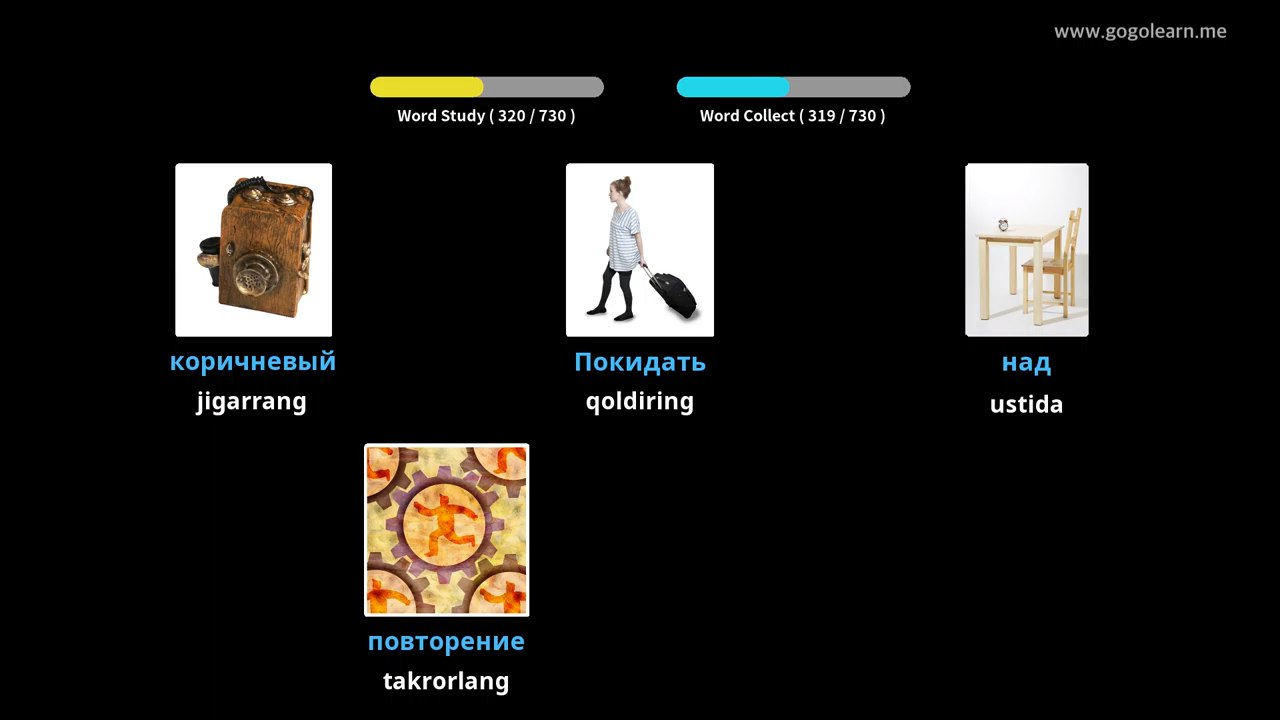 www.gogolearn.me
Word Study ( 320 / 730 )
Word Collect ( 319 / 730 )
коричневый
jigarrang
Покидать
qoldiring
над
ustida
повторение
takrorlang